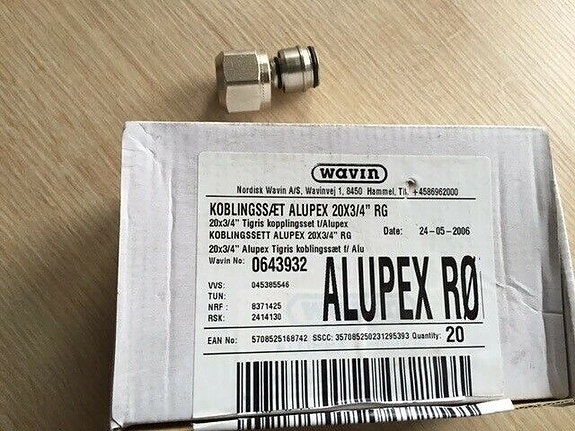 wavin
Nordisk Wavin A/S, Wavinvej 1, 8450 Hammel, Tlf. +4586962000
KOBLINGSSÆT ALUPEX 20X3/4" RG
20x3/4" Tigris kopplingsset t/Alupex
KOBLINGSSETT ALUPEX 20X3/4" RG
Date: 24-05-2006
20x3/4" Alupex Tigris koblingssæt t/ Alu
Wavin No: 0643932
ALUPEX RØ
VVS: 045385546
TUN:
NRF: 8371425
RSK: 2414130
EAN No: 5708525168742 SSCC: 357085250231295393 Quantity: 20